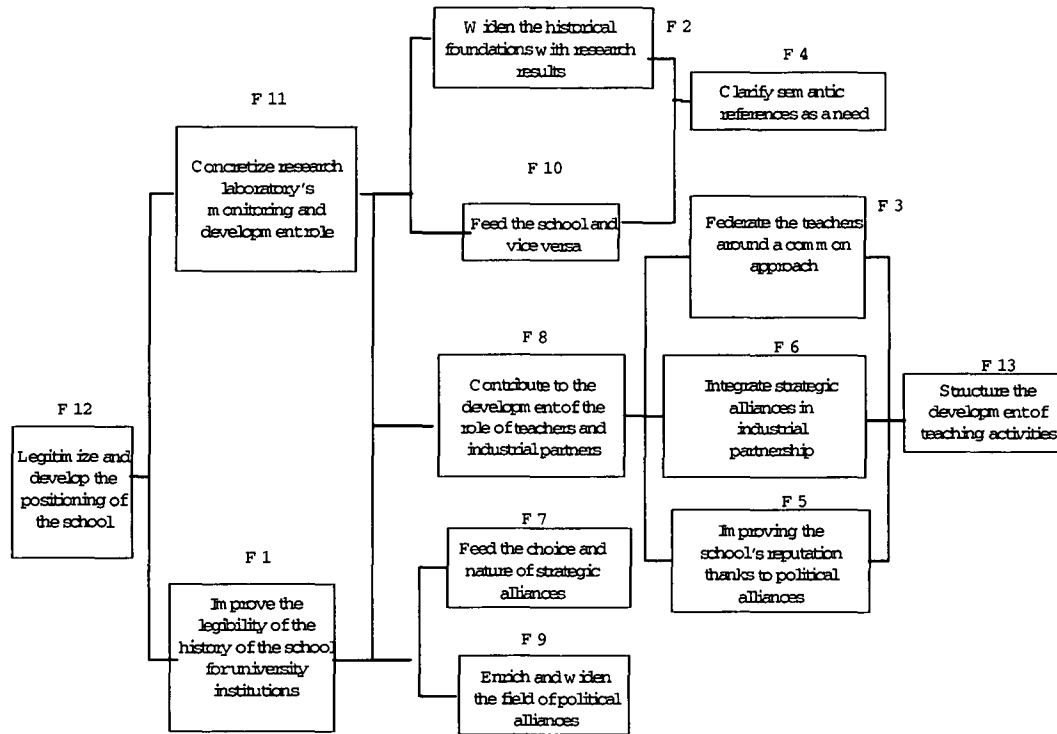 F 12
Legitimize and
develop the
positioning of
the school
F 11
Concretize research
laboratory's
monitoring and
development role
F 1
Improve the
legibility of the
history of the school
for university
institutions
F 2
Widen the historical
foundations with research
results
F 10
Feed the school and
vice versa
F 8
Contribute to the
development of the
role of teachers and
industrial partners
F 7
Feed the choice and
nature of strategic
alliances
F 9
Enrich and widen
the field of political
alliances
F 4
Clarify semantic
references as a need
F 3
Federate the teachers
around a common
approach
F 6
Integrate strategic
alliances in
industrial
partnership
F 5
Improving the
school's reputation
thanks to political
alliances
F 13
Structure the
development of
teaching activities